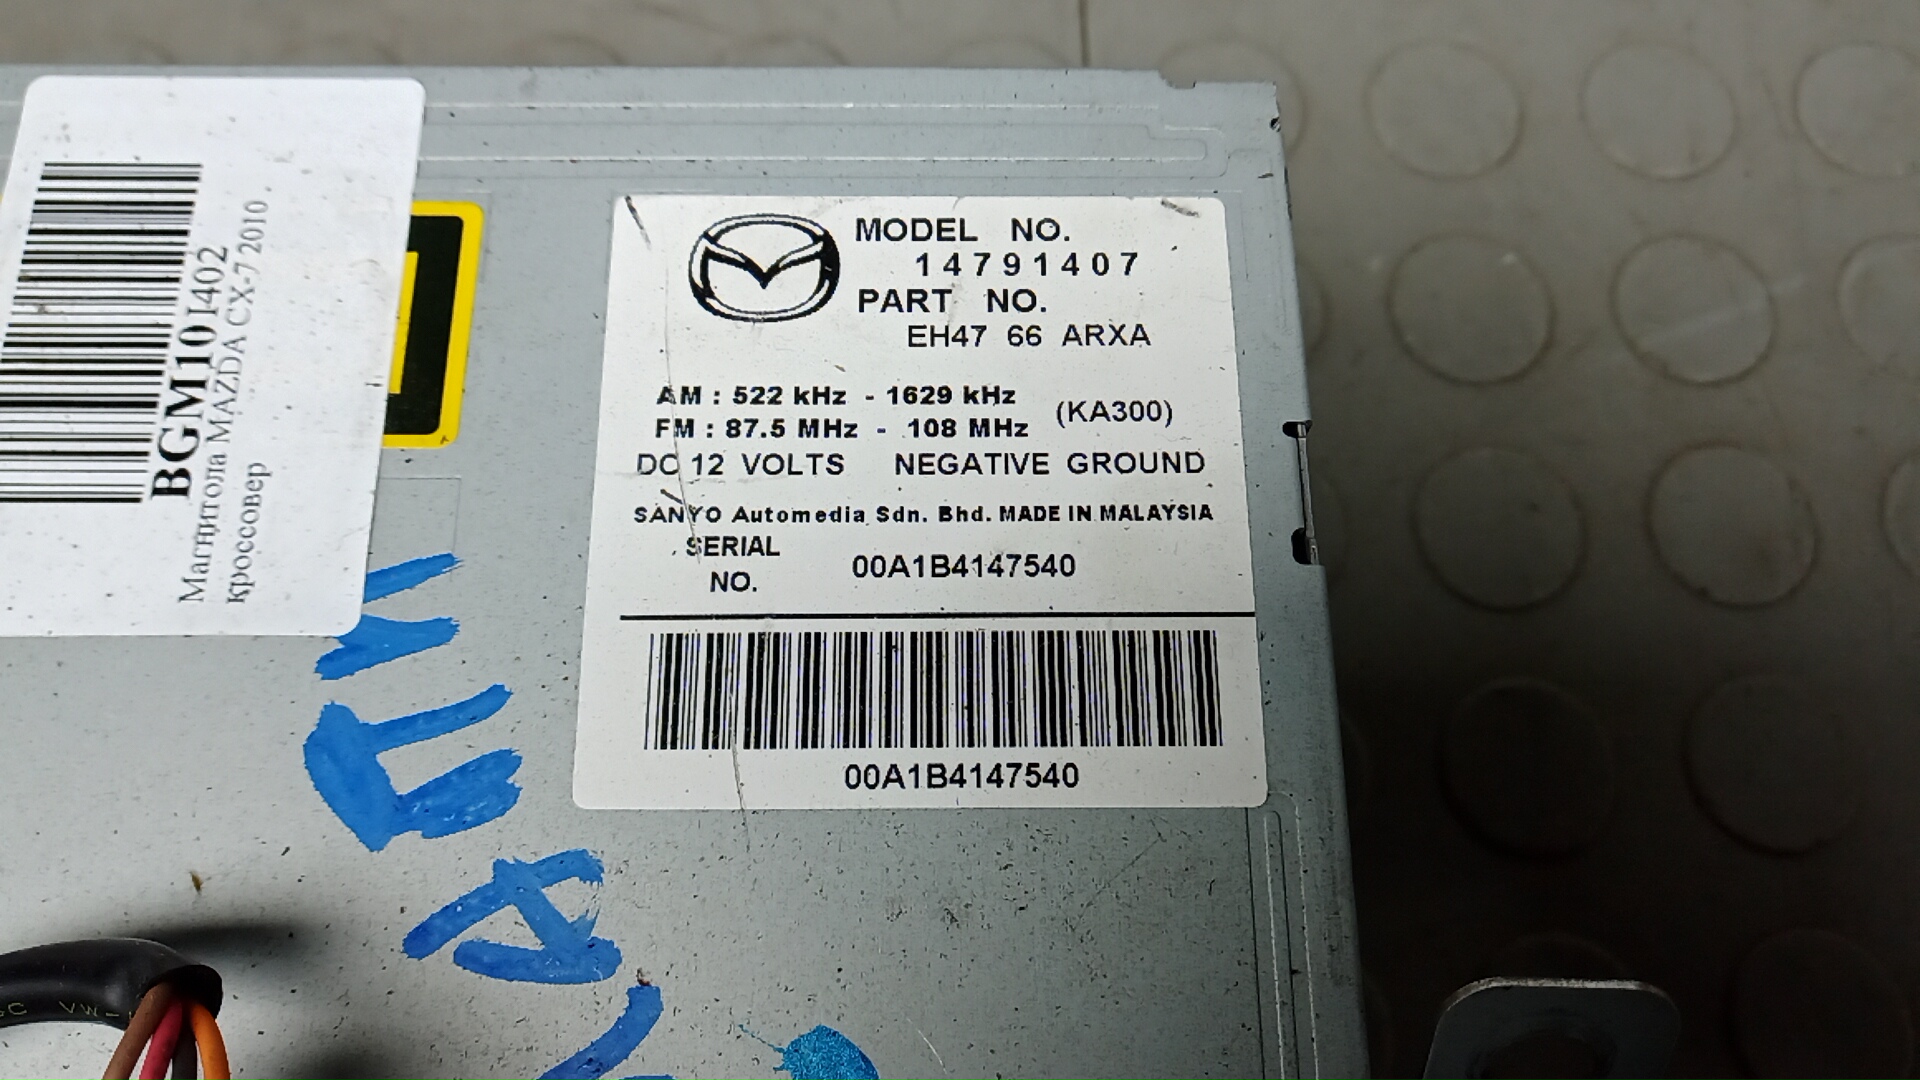 BGM101402
Магнитола MAZDA CX-7 2010
кроссовер
MODEL NO.
14791407
PART NO.
EH47 66 ARXA
AM : 522 kHz - 1629 kHz
FM : 87.5 MHz - 108 MHz (KA300)
DC 12 VOLTS NEGATIVE GROUND
SANYO Automedia Sdn. Bhd. MADE IN MALAYSIA
SERIAL
NO. 00A1B4147540
00A1B4147540